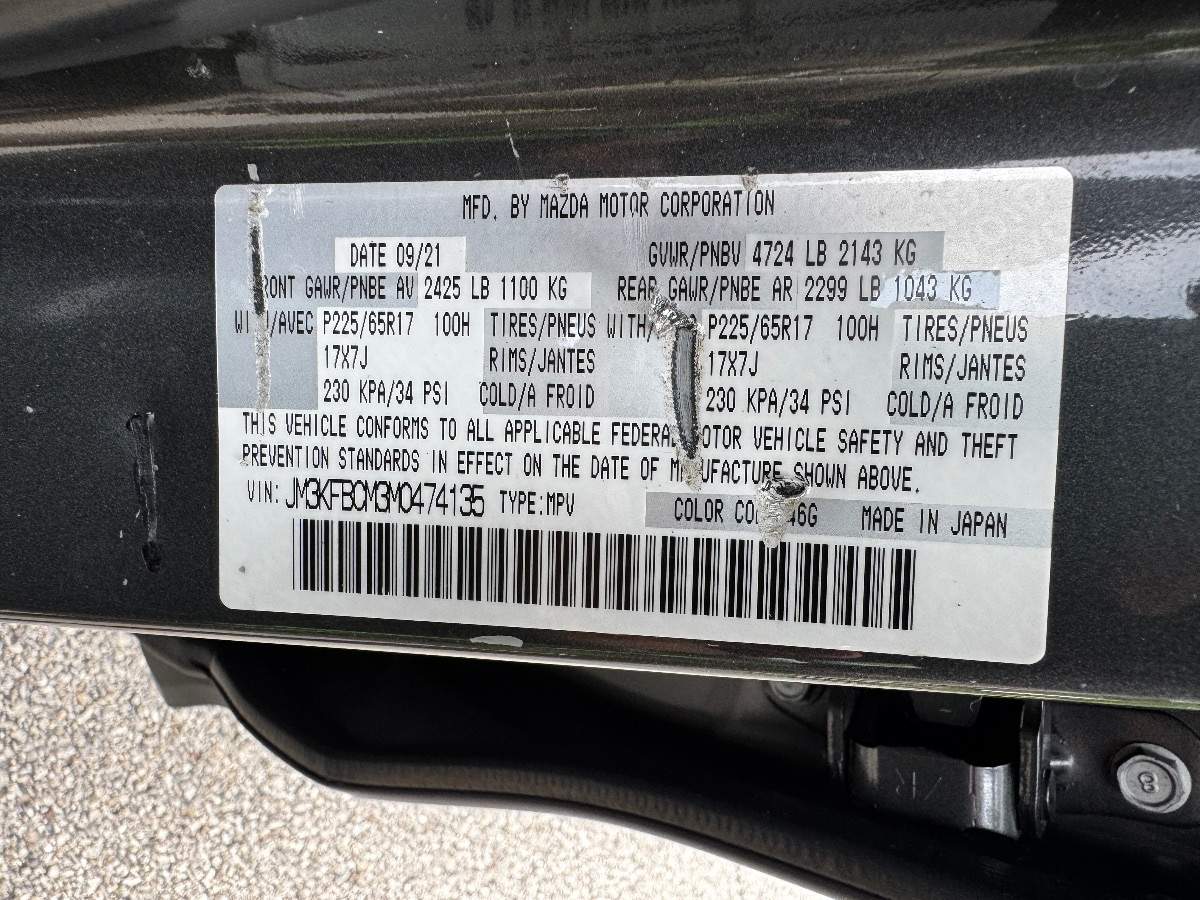 MFD. BY MAZDA MOTOR CORPORATION
DATE 09/21 GVWR/PNBV 4724 LB 2143 KG
GAWR/PNBE AV 2425 LB 1100 KG REAR GAWR/PNBE AR 2299 LB 1043 KG
WITH/AVEC P225/65R17 100H TIRES/PNEUS WITH/ P225/65R17 100H TIRES/PNEUS
17X7J RIMS/JANTES 17X7J RIMS/JANTES
230 KPA/34 PSI COLD/A FROID 230 KPA/34 PSI COLD/A FROID
THIS VEHICLE CONFORMS TO ALL APPLICABLE FEDERAL MOTOR VEHICLE SAFETY AND THEFT
PREVENTION STANDARDS IN EFFECT ON THE DATE OF MANUFACTURE SHOWN ABOVE.
VIN: JM3KFBCM3M0474135 TYPE:MPV COLOR 46G MADE IN JAPAN
8